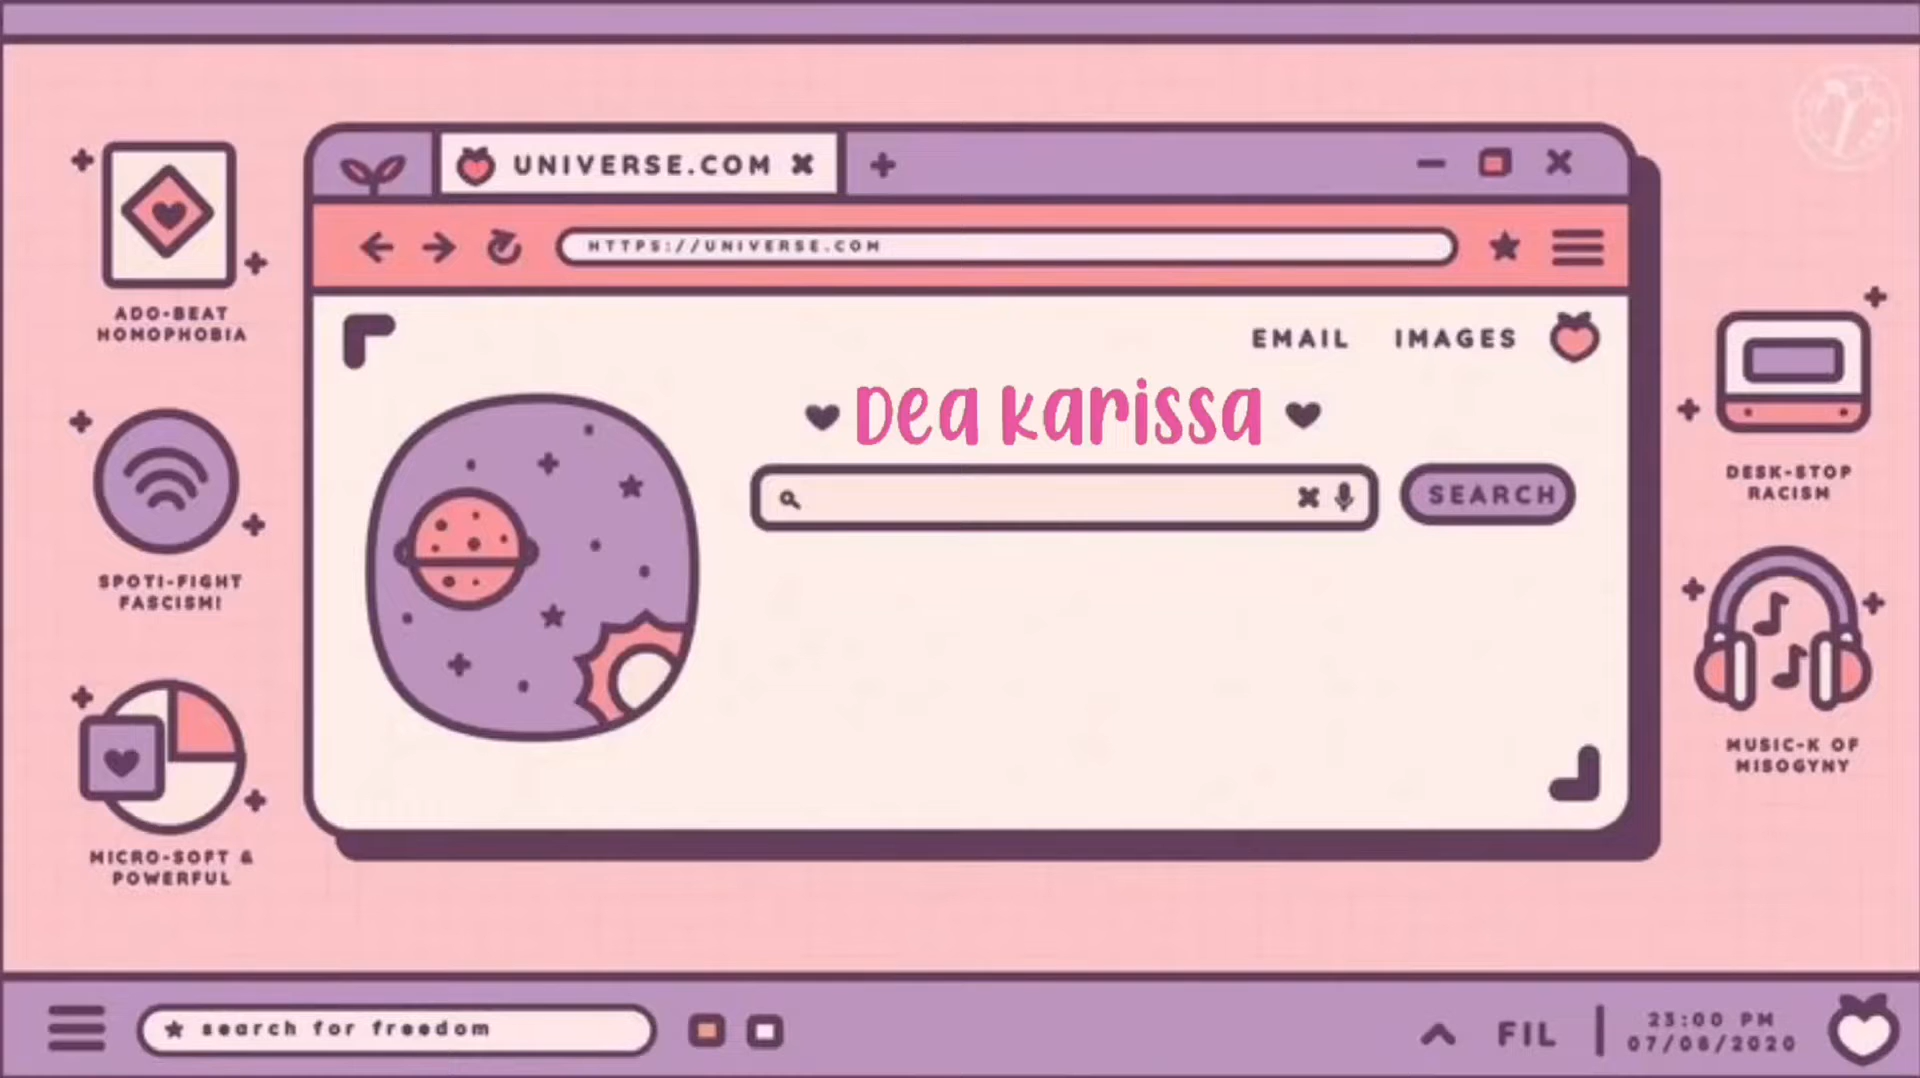 UNIVERSE.COM
HTTPS://UNIVERSE.COM
EMAIL IMAGES
Dea Karissa
SEARCH
ADO-BEAT
HOMOPHOBIA
SPOTI-FIGHT
FASCISM!
MICRO-SOFT &
POWERFUL
DESK-STOP
RACISM
MUSIC-K OF
MISOGYNY
search for freedom
FIL
23:00 PM
07/08/2020